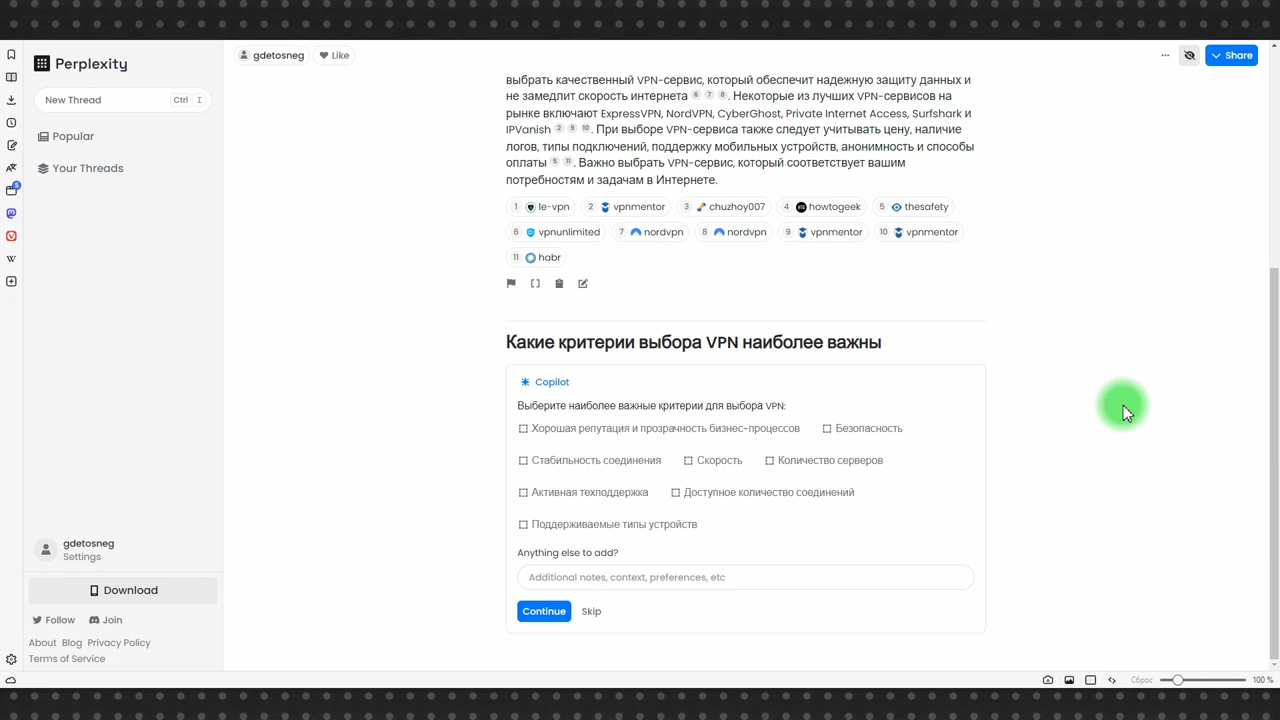 Perplexity
New Thread
Ctrl
I
Popular
Your Threads
gdetosneg
Settings
Download
Follow
Join
About
Blog
Privacy Policy
Terms of Service
gdetosneg
Like
Share
выбрать качественный VPN-сервис, который обеспечит надежную защиту данных и
не замедлит скорость интернета 6 7 8. Некоторые из лучших VPN-сервисов на
рынке включают ExpressVPN, NordVPN, CyberGhost, Private Internet Access, Surfshark и
IPVanish 2 9 10. При выборе VPN-сервиса также следует учитывать цену, наличие
логов, типы подключений, поддержку мобильных устройств, анонимность и способы
оплаты 5 11. Важно выбрать VPN-сервис, который соответствует вашим
потребностям и задачам в Интернете.
1 le-vpn 2 vpnmentor 3 chuzhoy007 4 howtogeek 5 thesafety
6 vpnunlimited 7 nordvpn 8 nordvpn 9 vpnmentor 10 vpnmentor
11 habr
Какие критерии выбора VPN наиболее важны
Copilot
Выберите наиболее важные критерии для выбора VPN:
Хорошая репутация и прозрачность бизнес-процессов Безопасность
Стабильность соединения Скорость Количество серверов
Активная техподдержка Доступное количество соединений
Поддерживаемые типы устройств
Anything else to add?
Additional notes, context, preferences, etc
Continue Skip
Сброс
100 %